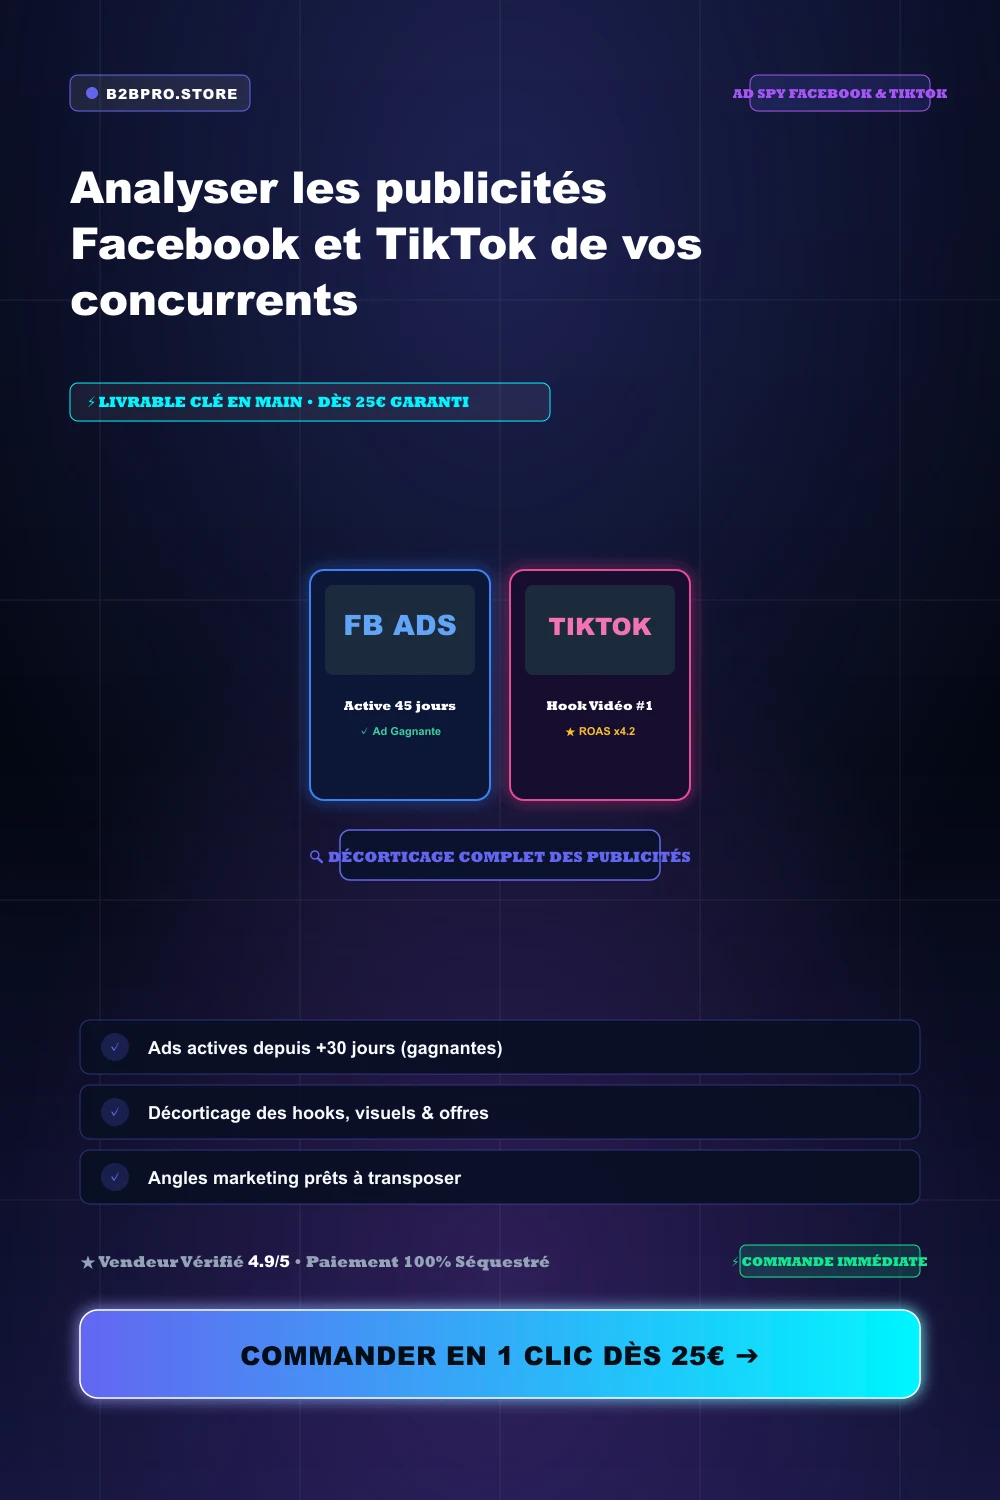 B2BPRO.STORE
AD SPY FACEBOOK & TIKTOK
Analyser les publicités
Facebook et TikTok de vos
concurrents
⚡ LIVRABLE CLÉ EN MAIN • DÈS 25€ GARANTI
FB ADS
Active 45 jours
✓ Ad Gagnante
TIKTOK
Hook Vidéo #1
★ ROAS x4.2
🔍 DÉCORTICAGE COMPLET DES PUBLICITÉS
✓ Ads actives depuis +30 jours (gagnantes)
✓ Décorticage des hooks, visuels & offres
✓ Angles marketing prêts à transposer
★ Vendeur Vérifié 4.9/5 • Paiement 100% Séquestré
⚡ COMMANDE IMMÉDIATE
COMMANDER EN 1 CLIC DÈS 25€ ➔